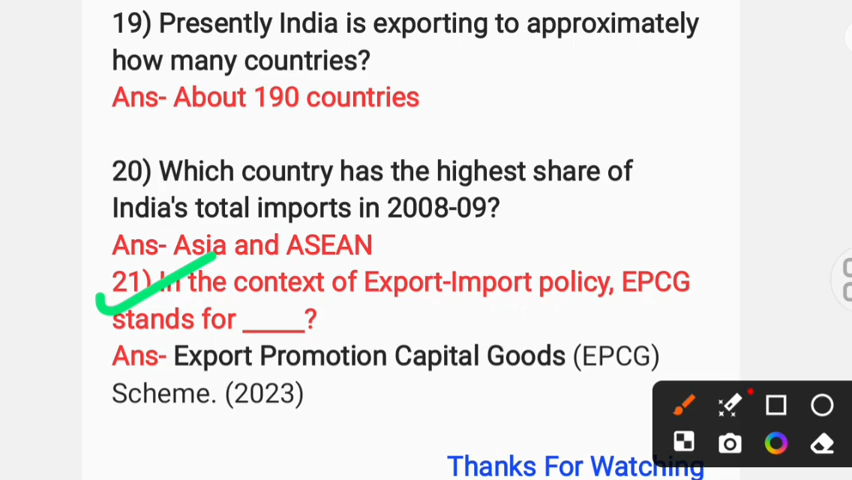 19) Presently India is exporting to approximately
how many countries?
Ans- About 190 countries
20) Which country has the highest share of
India's total imports in 2008-09?
Ans- Asia and ASEAN
21) In the context of Export-Import policy, EPCG
stands for _____?
Ans- Export Promotion Capital Goods (EPCG)
Scheme. (2023)
Thanks For Watching